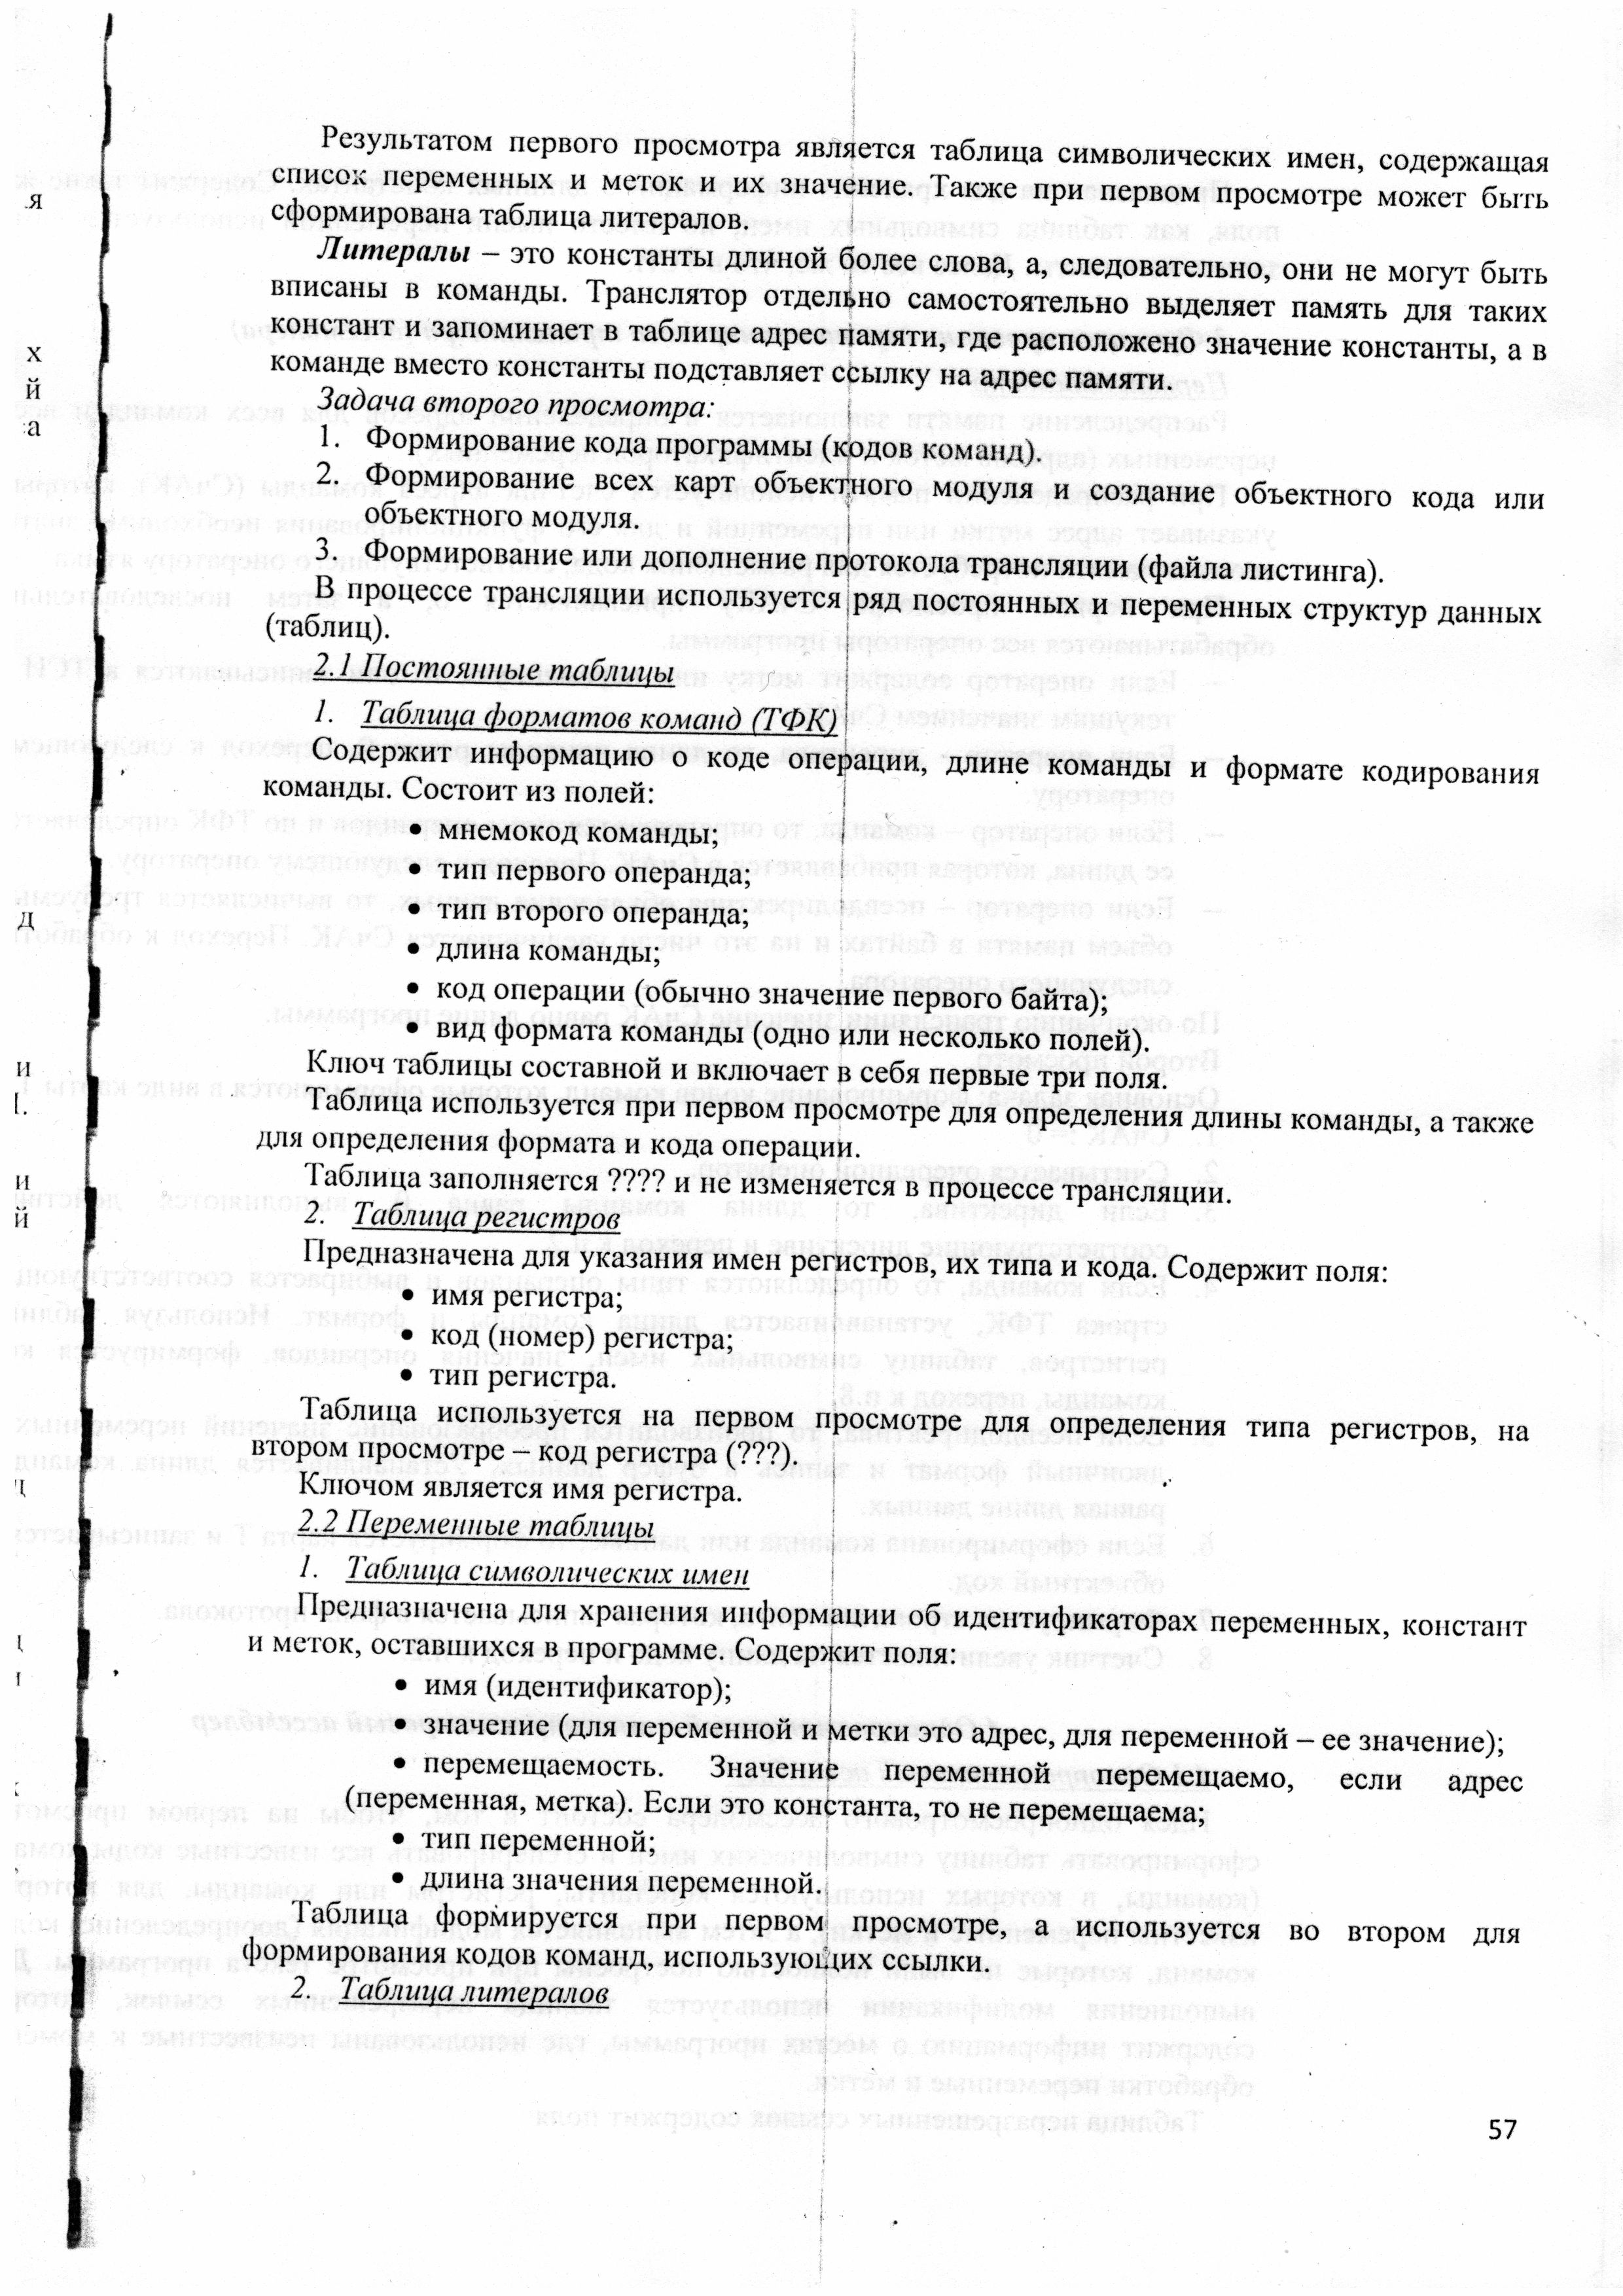 Результатом первого просмотра является таблица символических имен, содержащая
список переменных и меток и их значение. Также при первом просмотре может быть
сформирована таблица литералов.
Литералы – это константы длиной более слова, а, следовательно, они не могут быть
вписаны в команды. Транслятор отдельно самостоятельно выделяет память для таких
констант и запоминает в таблице адрес памяти, где расположено значение константы, а в
команде вместо константы подставляет ссылку на адрес памяти.
Задача второго просмотра:
1. Формирование кода программы (кодов команд).
2. Формирование всех карт объектного модуля и создание объектного кода или
объектного модуля.
3. Формирование или дополнение протокола трансляции (файла листинга).
В процессе трансляции используется ряд постоянных и переменных структур данных
(таблиц).
2.1 Постоянные таблицы
1. Таблица форматов команд (ТФК)
Содержит информацию о коде операции, длине команды и формате кодирования
команды. Состоит из полей:
• мнемокод команды;
• тип первого операнда;
• тип второго операнда;
• длина команды;
• код операции (обычно значение первого байта);
• вид формата команды (одно или несколько полей).
Ключ таблицы составной и включает в себя первые три поля.
Таблица используется при первом просмотре для определения длины команды, а также
для определения формата и кода операции.
Таблица заполняется ???? и не изменяется в процессе трансляции.
2. Таблица регистров
Предназначена для указания имен регистров, их типа и кода. Содержит поля:
• имя регистра;
• код (номер) регистра;
• тип регистра.
Таблица используется на первом просмотре для определения типа регистров, на
втором просмотре – код регистра (???).
Ключом является имя регистра.
2.2 Переменные таблицы
1. Таблица символических имен
Предназначена для хранения информации об идентификаторах переменных, констант
и меток, оставшихся в программе. Содержит поля:
• имя (идентификатор);
• значение (для переменной и метки это адрес, для переменной – ее значение);
• перемещаемость. Значение переменной перемещаемо, если адрес
(переменная, метка). Если это константа, то не перемещаема;
• тип переменной;
• длина значения переменной.
Таблица формируется при первом просмотре, а используется во втором для
формирования кодов команд, использующих ссылки.
2. Таблица литералов
57